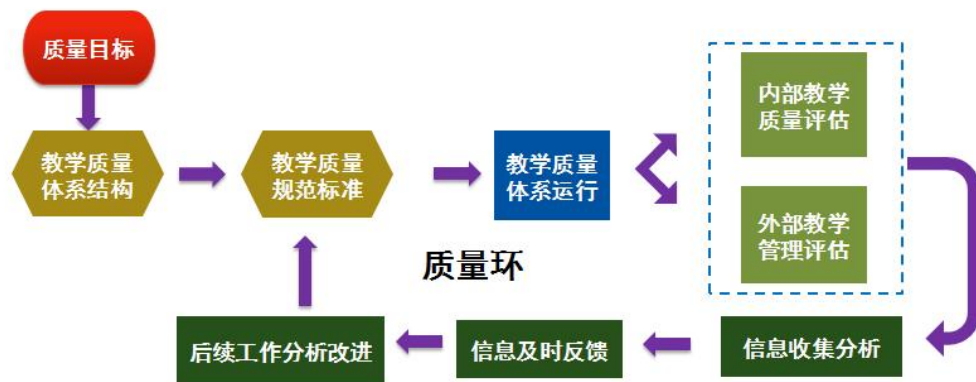 质量目标
教学质量
体系结构
教学质量
规范标准
教学质量
体系运行
内部教学
质量评估
外部教学
管理评估
质量环
后续工作分析改进
信息及时反馈
信息收集分析